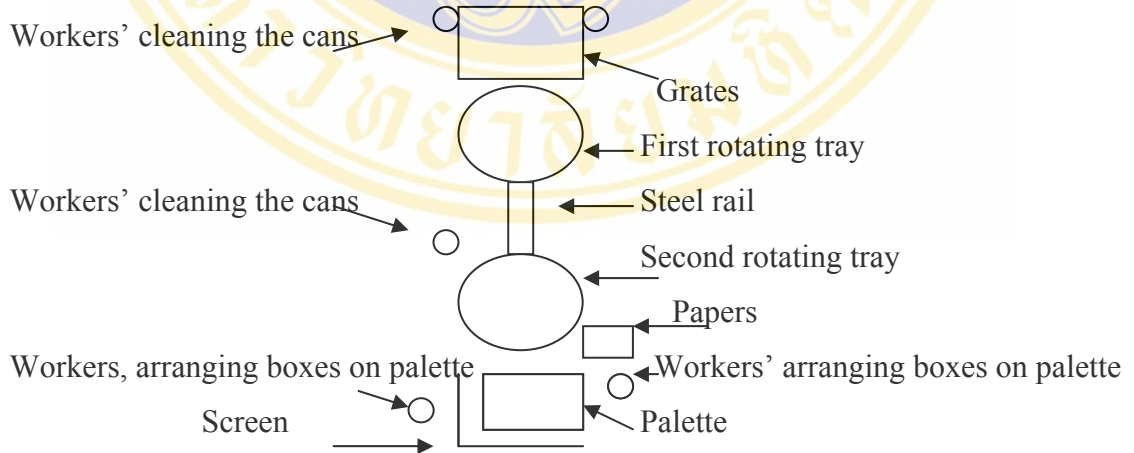 Workers’ cleaning the cans
Grates
First rotating tray
Workers’ cleaning the cans
Steel rail
Second rotating tray
Papers
Workers, arranging boxes on palette
Workers’ arranging boxes on palette
Screen
Palette